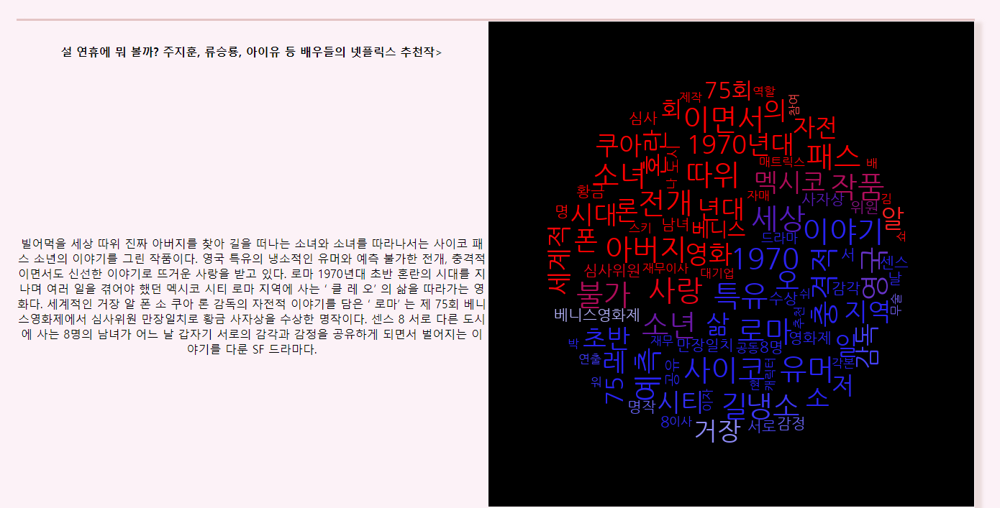 설 연휴에 뭐 볼까? 주지훈, 류승룡, 아이유 등 배우들의 넷플릭스 추천작>
빌어먹을 세상 따위 진짜 아버지를 찾아 길을 떠나는 소녀와 소녀를 따라나서는 사이코 패
스 소년의 이야기를 그린 작품이다. 영국 특유의 냉소적인 유머와 예측 불가한 전개, 충격적
이면서도 신선한 이야기로 뜨거운 사랑을 받고 있다. 로마 1970년대 초반 혼란의 시대를 지
나며 여러 일을 겪어야 했던 멕시코 시티 로마 지역에 사는 ‘ 클 레 오’ 의 삶을 따라가는 영
화다. 세계적인 거장 알 폰 소 쿠아 론 감독의 자전적 이야기를 담은 ‘ 로마’ 는 제 75회 베니
스영화제에서 심사위원 만장일치로 황금 사자상을 수상한 명작이다. 센스 8 서로 다른 도시
에 사는 8명의 남녀가 어느 날 갑자기 서로의 감각과 감정을 공유하게 되면서 벌어지는 이
야기를 다룬 SF 드라마다.
제작 75회 역할
심사 회 이면서 의 참여
쿠아 혼란 1970년대 자전
소녀 나 도시 따위 매트릭스 패스 배
황금 멕시코 작품
명 시대 론 전개 년대 자매 사자상 위원 김
스키 남녀 베니스 세상 이야기 알
세계적 폰 아버지 영화 드라마 쇼
심사위원 재무이사 대기업 1970 격 서 센스
불가 사랑 특유 오 수상 쉬 적 감각 영국 날
베니스영화제 소년 삶 추천 충 지역 무술
박 초반 재무 만장일치 로마 공동 8명 영화제 일 감독
연출 레 예측 공야 사이코 캐릭터 유머 각본
워 75 현 저
명작 시티 이자 길 냉소 소
8 이사 거장 서로 감정